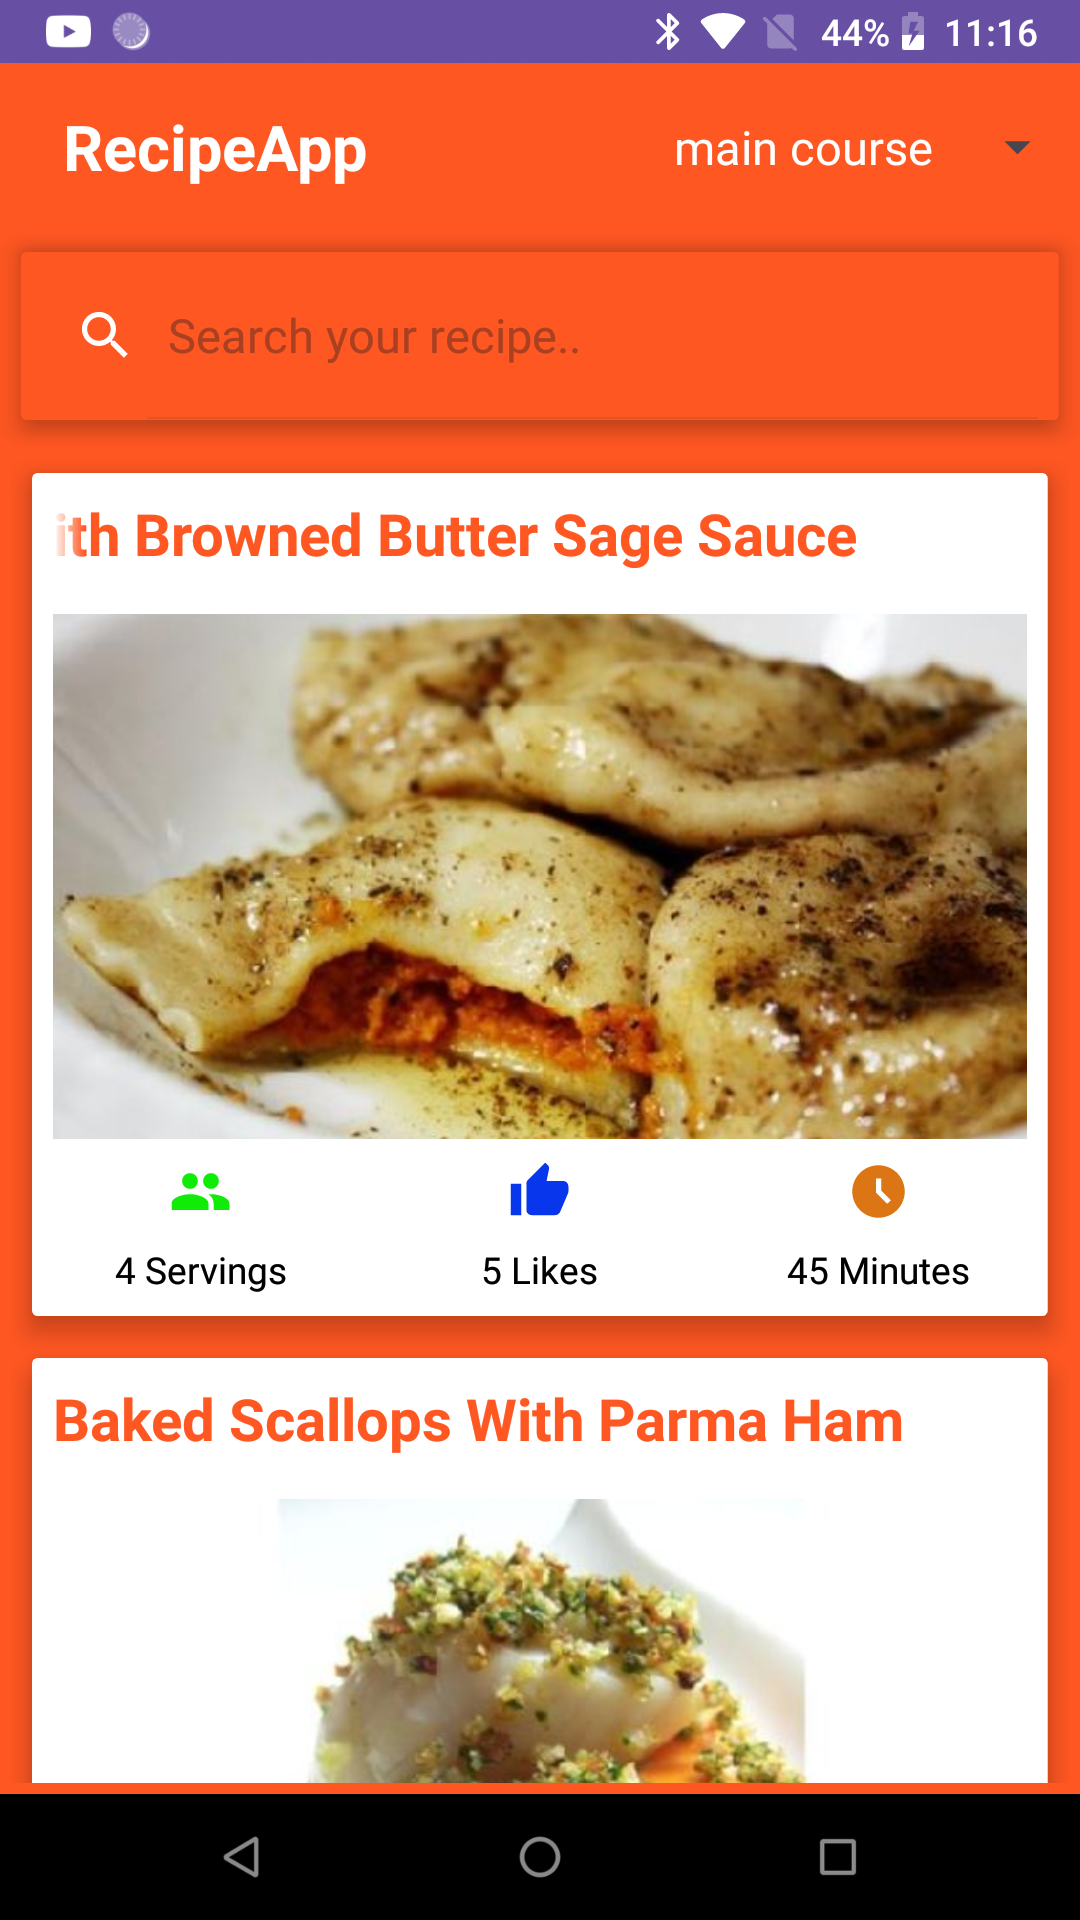 44% 11:16
RecipeApp main course
Search your recipe..
ith Browned Butter Sage Sauce
4 Servings 5 Likes 45 Minutes
Baked Scallops With Parma Ham